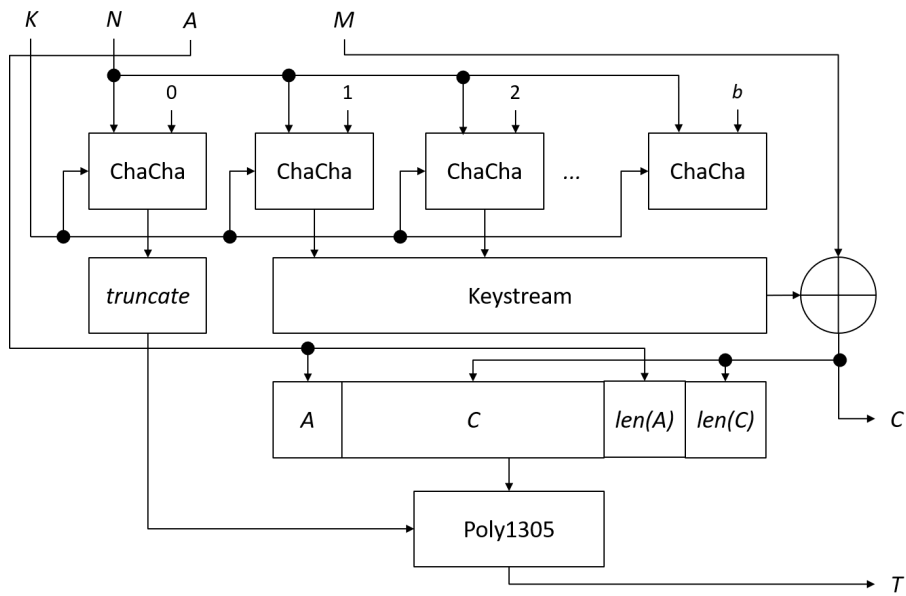 K N A M
0 1 2 b
ChaCha ChaCha ChaCha ... ChaCha
truncate Keystream
A C len(A) len(C) C
Poly1305
T